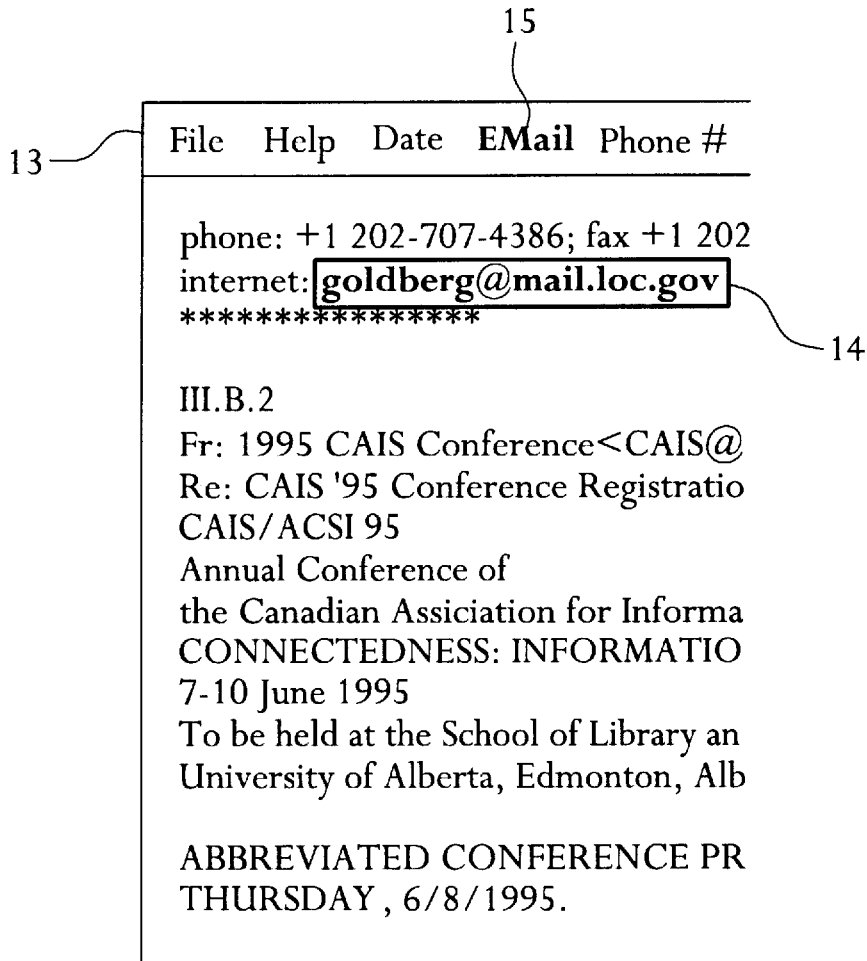 15
13
File Help Date EMail Phone #
phone: +1 202-707-4386; fax +1 202
internet: goldberg@mail.loc.gov
****************
14
III.B.2
Fr: 1995 CAIS Conference<CAIS@
Re: CAIS '95 Conference Registratio
CAIS/ACSI 95
Annual Conference of
the Canadian Assiciation for Informa
CONNECTEDNESS: INFORMATIO
7-10 June 1995
To be held at the School of Library an
University of Alberta, Edmonton, Alb
ABBREVIATED CONFERENCE PR
THURSDAY , 6/8/1995.